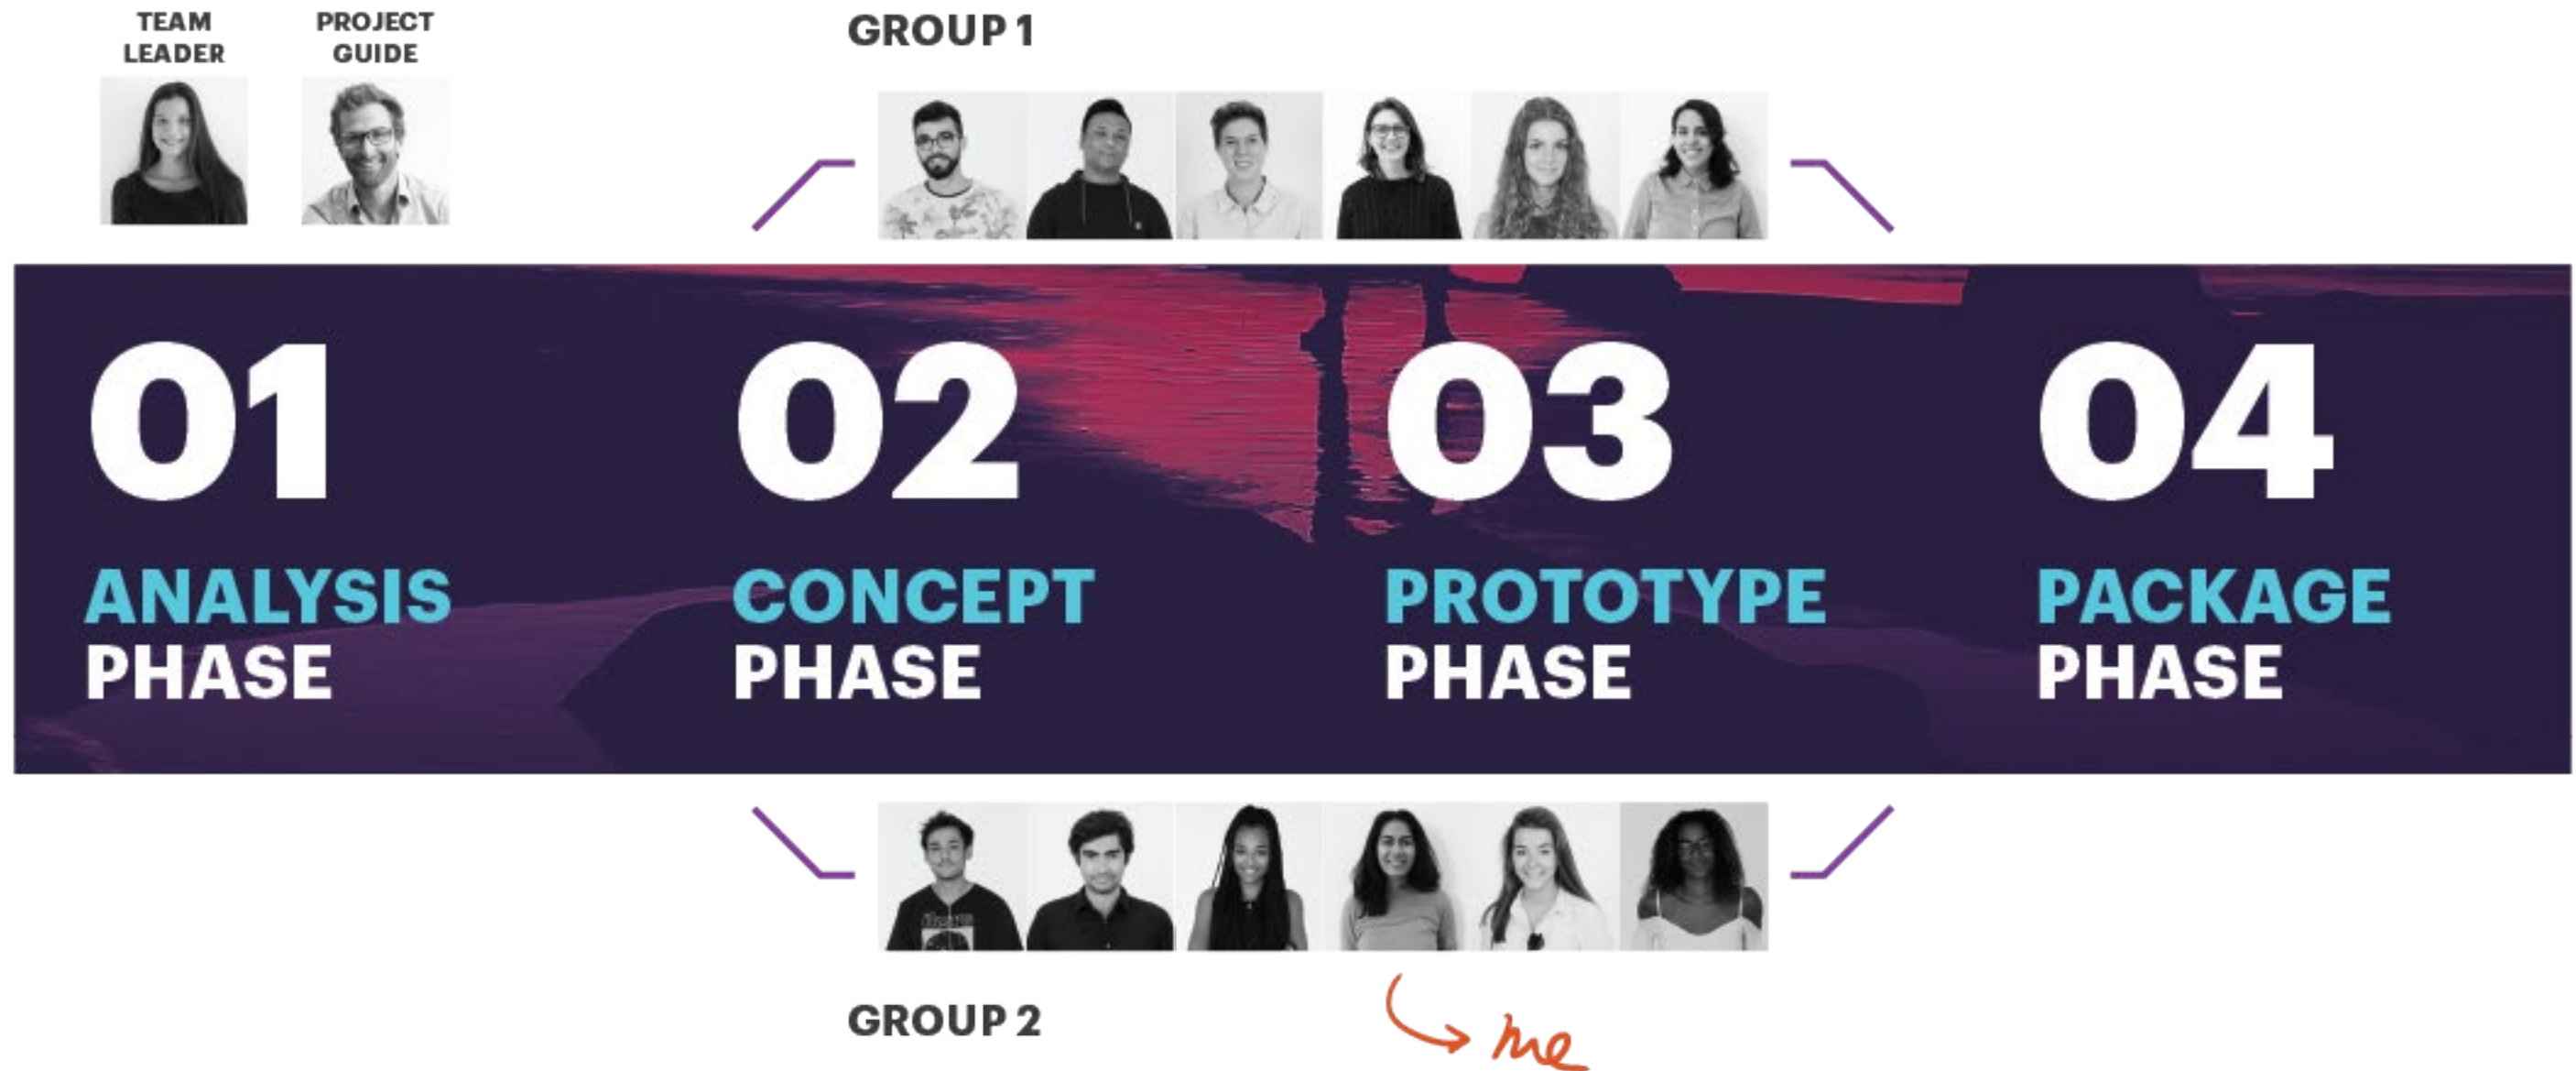 TEAM
LEADER
PROJECT
GUIDE
GROUP 1
01
ANALYSIS
PHASE
02
CONCEPT
PHASE
03
PROTOTYPE
PHASE
04
PACKAGE
PHASE
GROUP 2
me